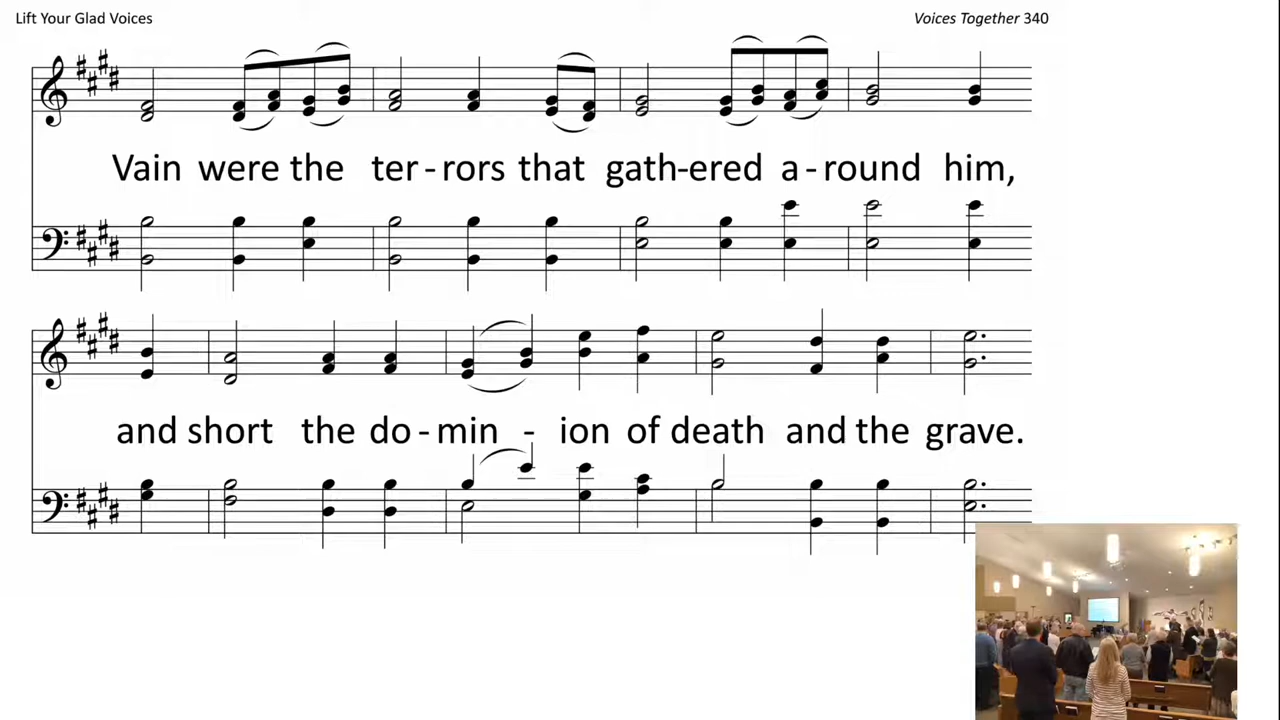 Lift Your Glad Voices
Voices Together 340
Vain were the ter-rors that gath-ered a-round him,
and short the do-min-ion of death and the grave.